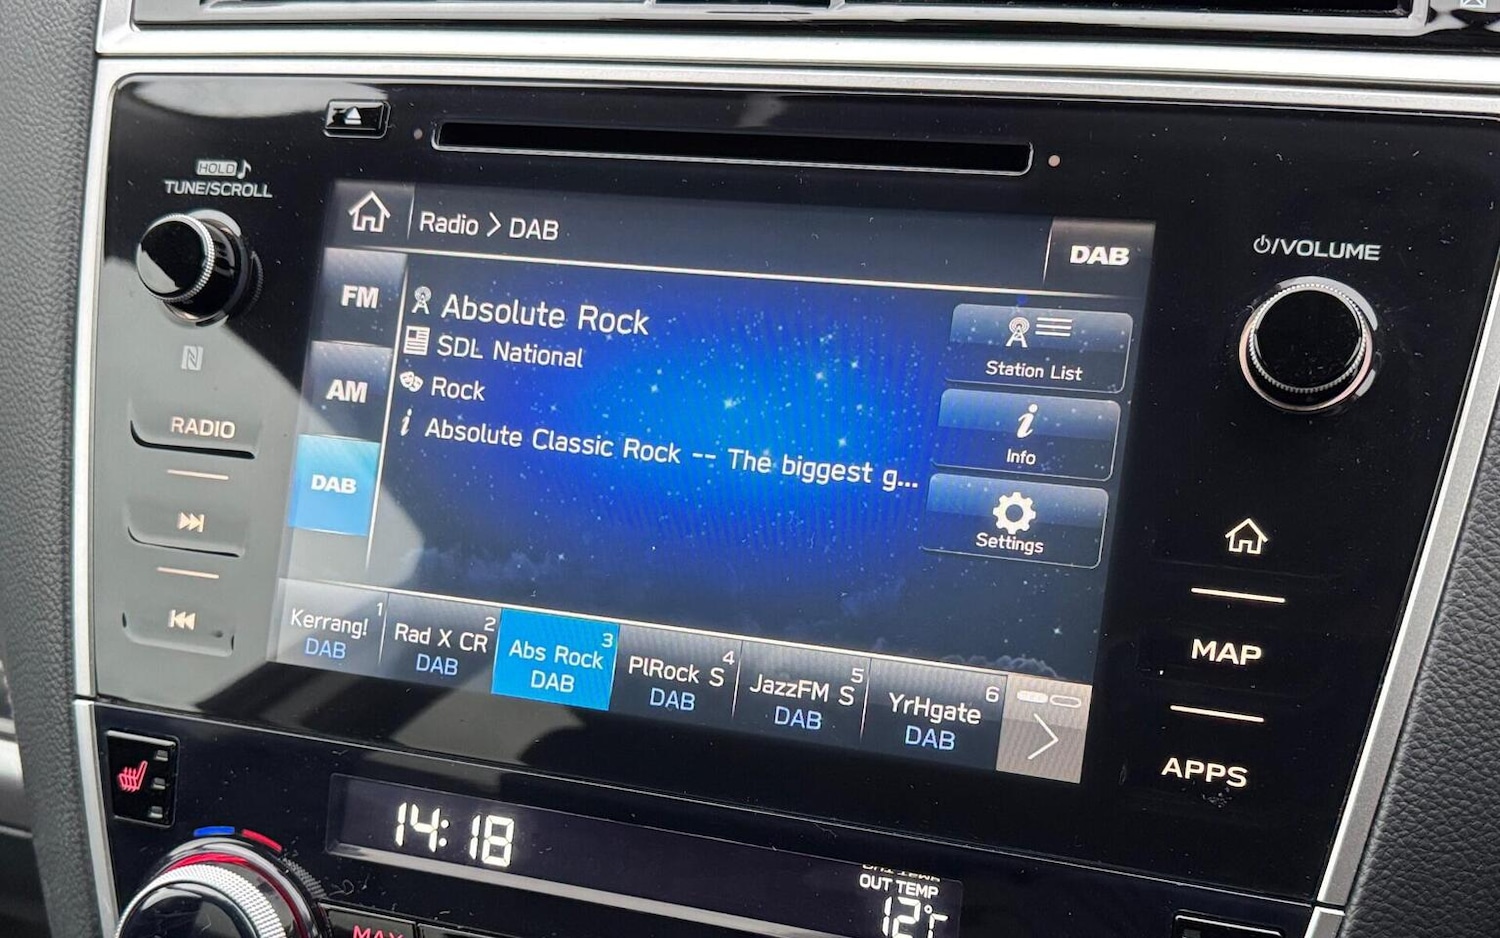 HOLD
TUNE/SCROLL
Radio > DAB
DAB
⏻/VOLUME
FM
Absolute Rock
SDL National
Station List
AM
Rock
Absolute Classic Rock -- The biggest g...
i
Info
RADIO
DAB
Settings
Kerrang! 1
DAB
Rad X CR 2
DAB
Abs Rock 3
DAB
PlRock S 4
DAB
JazzFM S 5
DAB
YrHgate 6
DAB
MAP
APPS
14:18
OUT TEMP
12°C
MAX